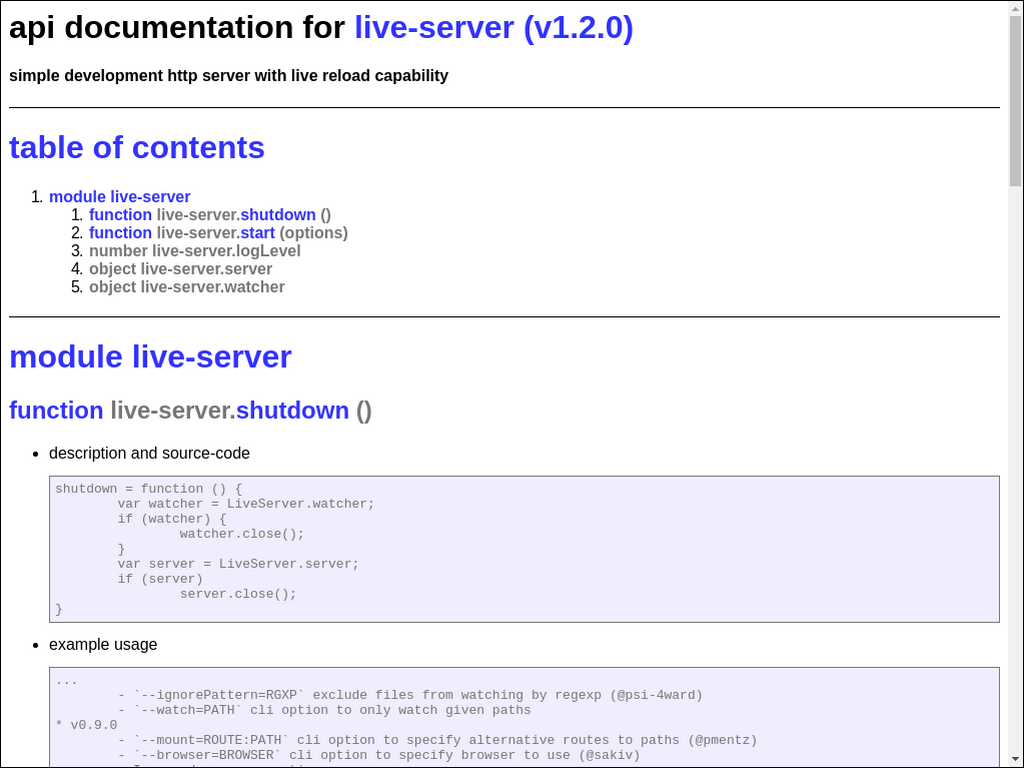 api documentation for live-server (v1.2.0)
simple development http server with live reload capability
table of contents
1. module live-server
1. function live-server.shutdown ()
2. function live-server.start (options)
3. number live-server.logLevel
4. object live-server.server
5. object live-server.watcher
module live-server
function live-server.shutdown ()
• description and source-code
shutdown = function () {
        var watcher = LiveServer.watcher;
        if (watcher) {
                watcher.close();
        }
        var server = LiveServer.server;
        if (server)
                server.close();
}
• example usage
...
        - `--ignorePattern=RGXP` exclude files from watching by regexp (@psi-4ward)
        - `--watch=PATH` cli option to only watch given paths
* v0.9.0
        - `--mount=ROUTE:PATH` cli option to specify alternative routes to paths (@pmentz)
        - `--browser=BROWSER` cli option to specify browser to use (@sakiv)